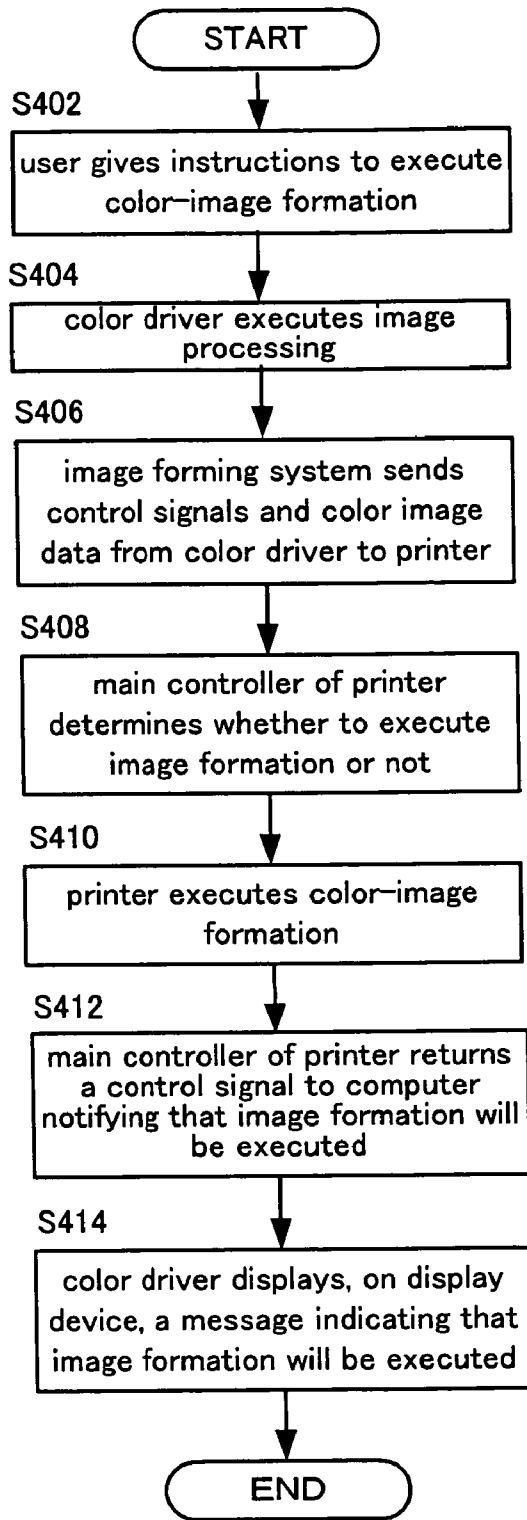 START
S402
user gives instructions to execute
color-image formation
S404
color driver executes image
processing
S406
image forming system sends
control signals and color image
data from color driver to printer
S408
main controller of printer
determines whether to execute
image formation or not
S410
printer executes color-image
formation
S412
main controller of printer returns
a control signal to computer
notifying that image formation will
be executed
S414
color driver displays, on display
device, a message indicating that
image formation will be executed
END